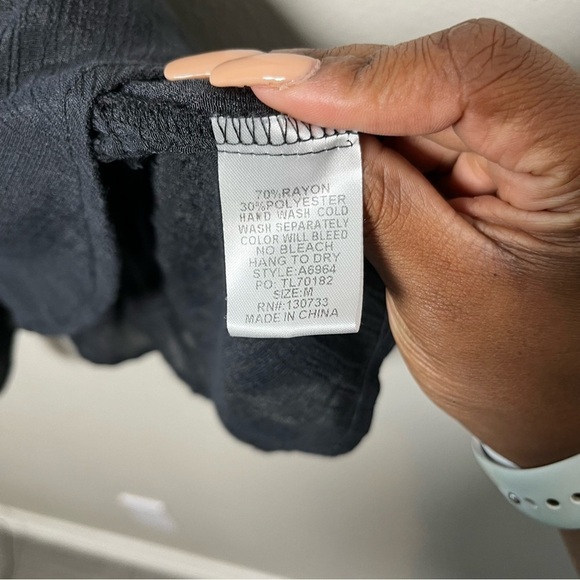 70%RAYON
30%POLYESTER
HAND WASH COLD
WASH SEPARATELY
COLOR WILL BLEED
NO BLEACH
HANG TO DRY
STYLE:A6964
PO: TL70182
SIZE:M
RN#:130733
MADE IN CHINA